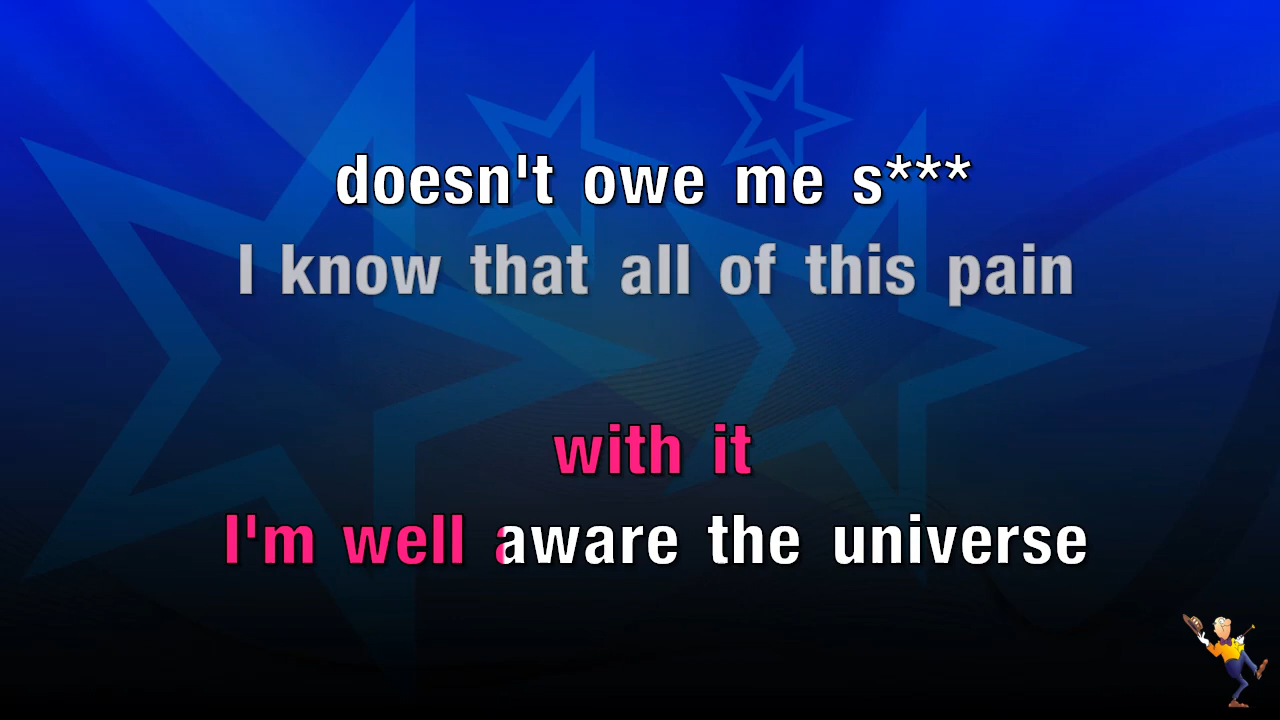 doesn't owe me s***
I know that all of this pain
with it
I'm well aware the universe